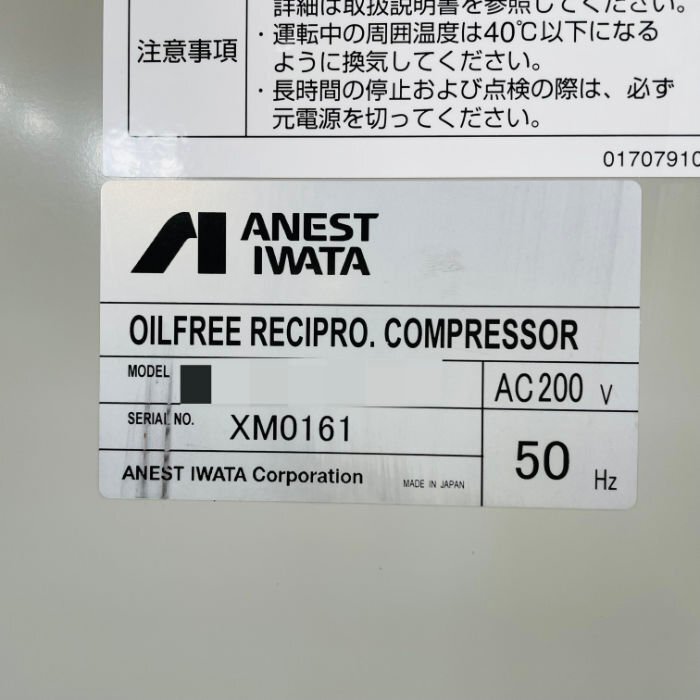 詳細は取扱説明書を参照してください。
・運転中の周囲温度は40℃以下になる
ように換気してください。
注意事項
・長時間の停止および点検の際は、必ず
元電源を切ってください。
01707910
ANEST
IWATA
OILFREE RECIPRO. COMPRESSOR
MODEL
AC 200 V
SERIAL NO. XM0161
50 Hz
ANEST IWATA Corporation MADE IN JAPAN